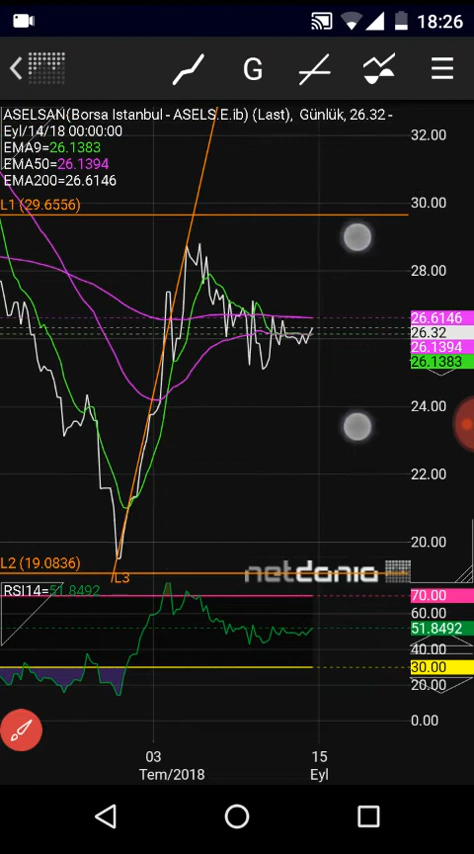 18:26
G
ASELSAN(Borsa Istanbul - ASELS.E.ib) (Last), Günlük, 26.32 -
Eyl/14/18 00:00:00
EMA9=26.1383
EMA50=26.1394
EMA200=26.6146
L1 (29.6556)
32.00
30.00
28.00
26.6146
26.32
26.1394
26.1383
24.00
22.00
20.00
L2 (19.0836)
L3
netdania
RSI14=51.8492
70.00
60.00
51.8492
40.00
30.00
20.00
0.00
03
Tem/2018
15
Eyl